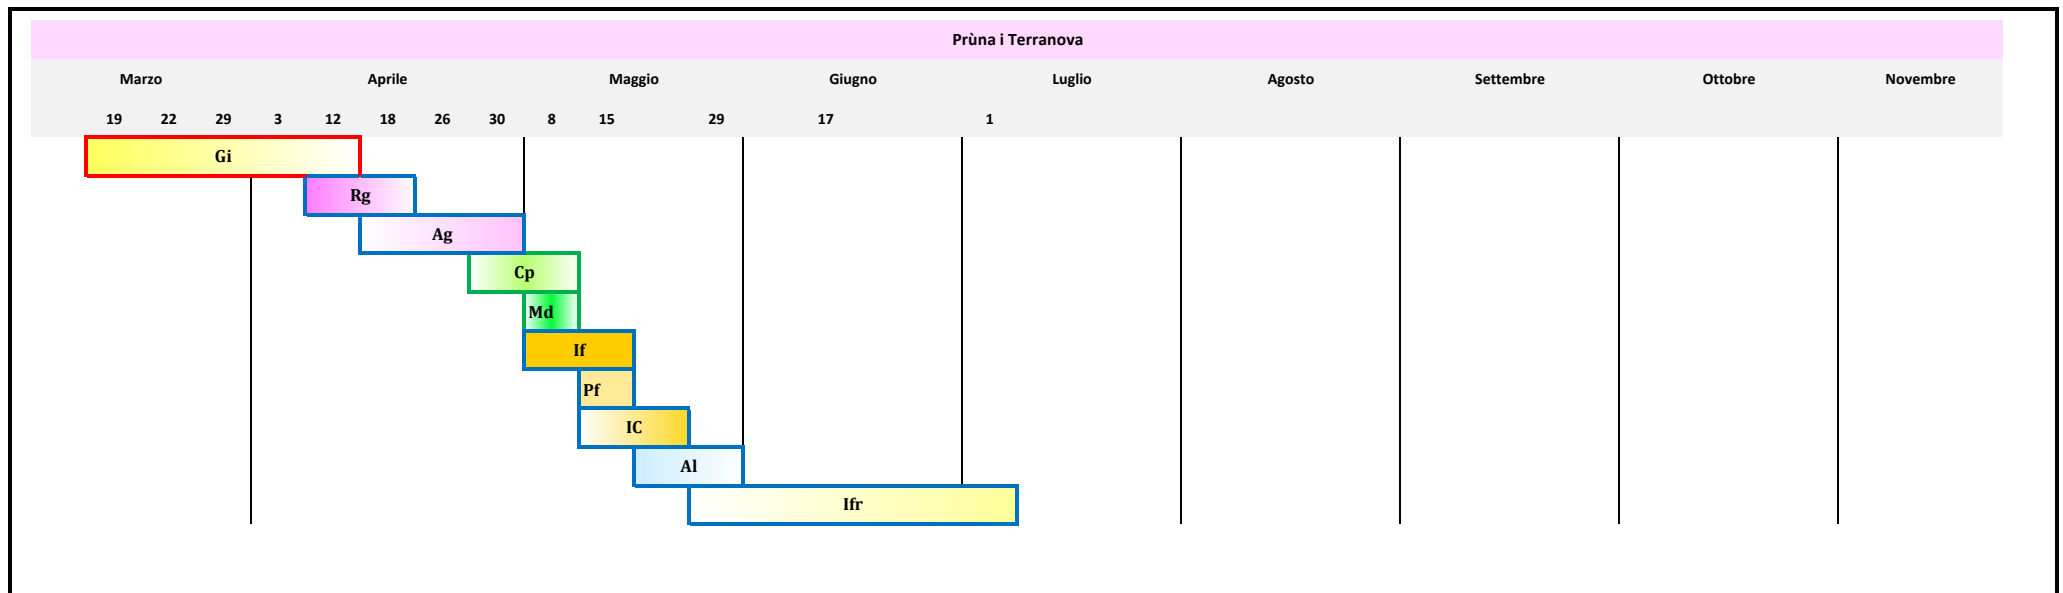 Prùna i Terranova
Marzo Aprile Maggio Giugno Luglio Agosto Settembre Ottobre Novembre
19 22 29 3 12 18 26 30 8 15 29 17 1
Gi
Rg
Ag
Cp
Md
If
Pf
IC
Al
Ifr